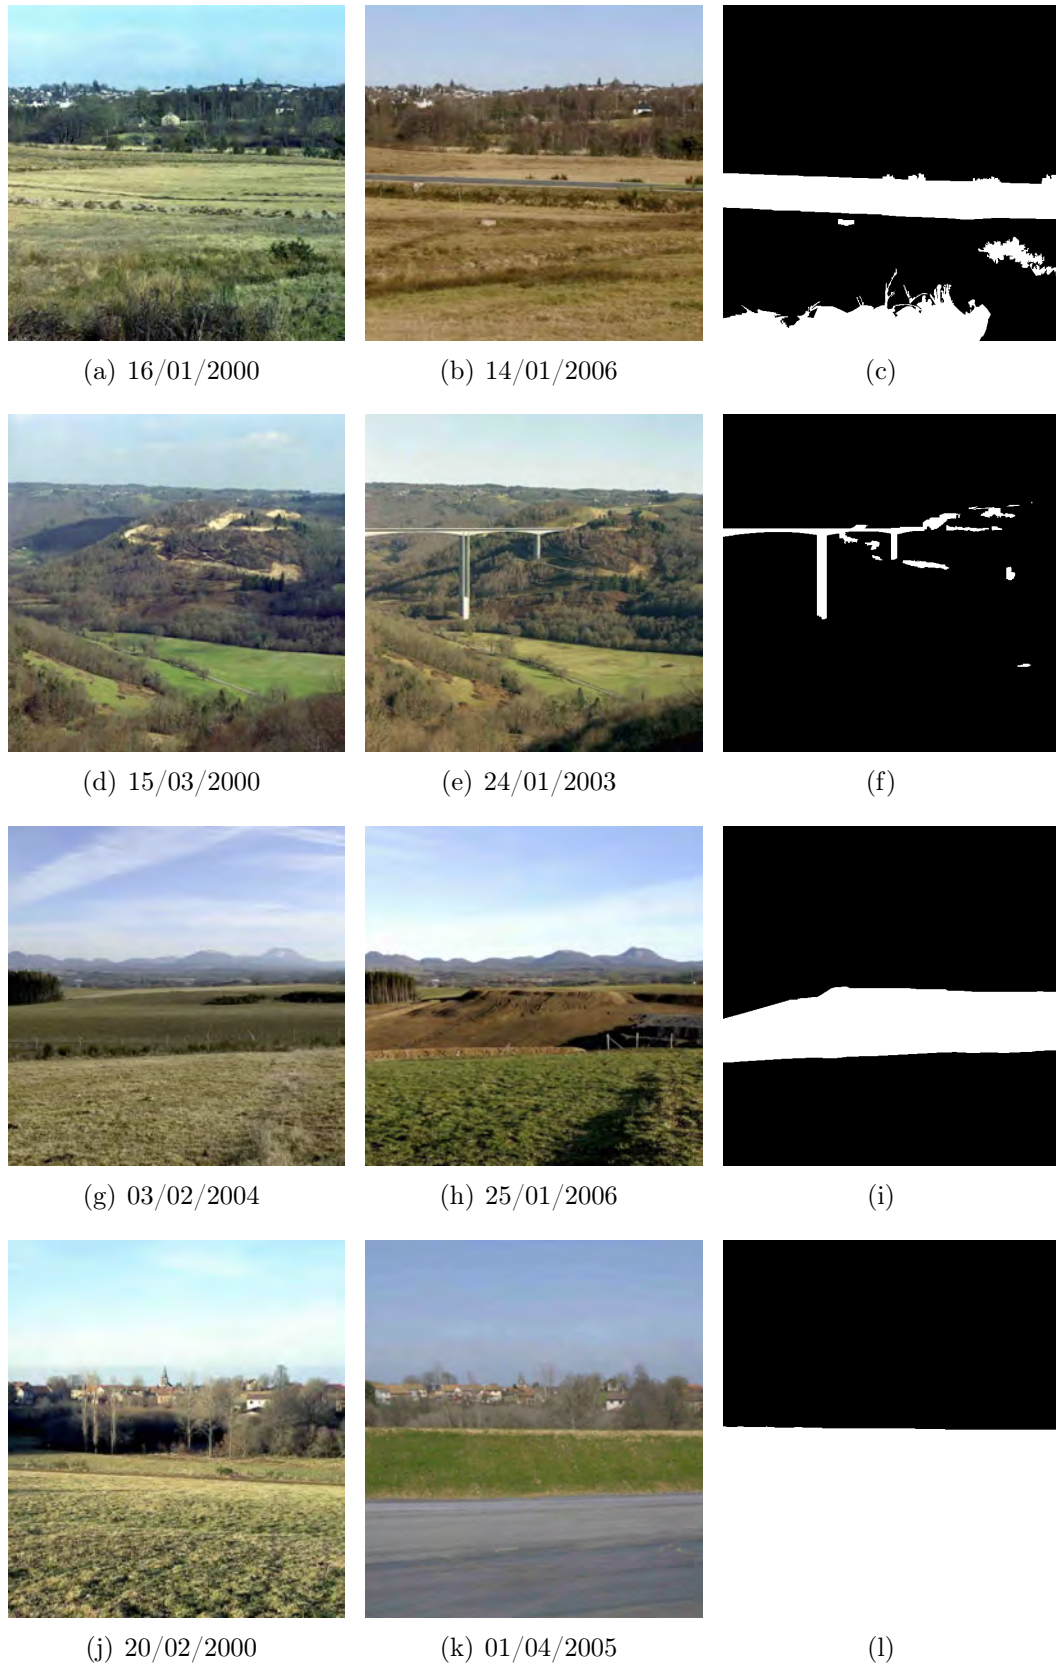 (a) 16/01/2000 (b) 14/01/2006 (c)
(d) 15/03/2000 (e) 24/01/2003 (f)
(g) 03/02/2004 (h) 25/01/2006 (i)
(j) 20/02/2000 (k) 01/04/2005 (l)